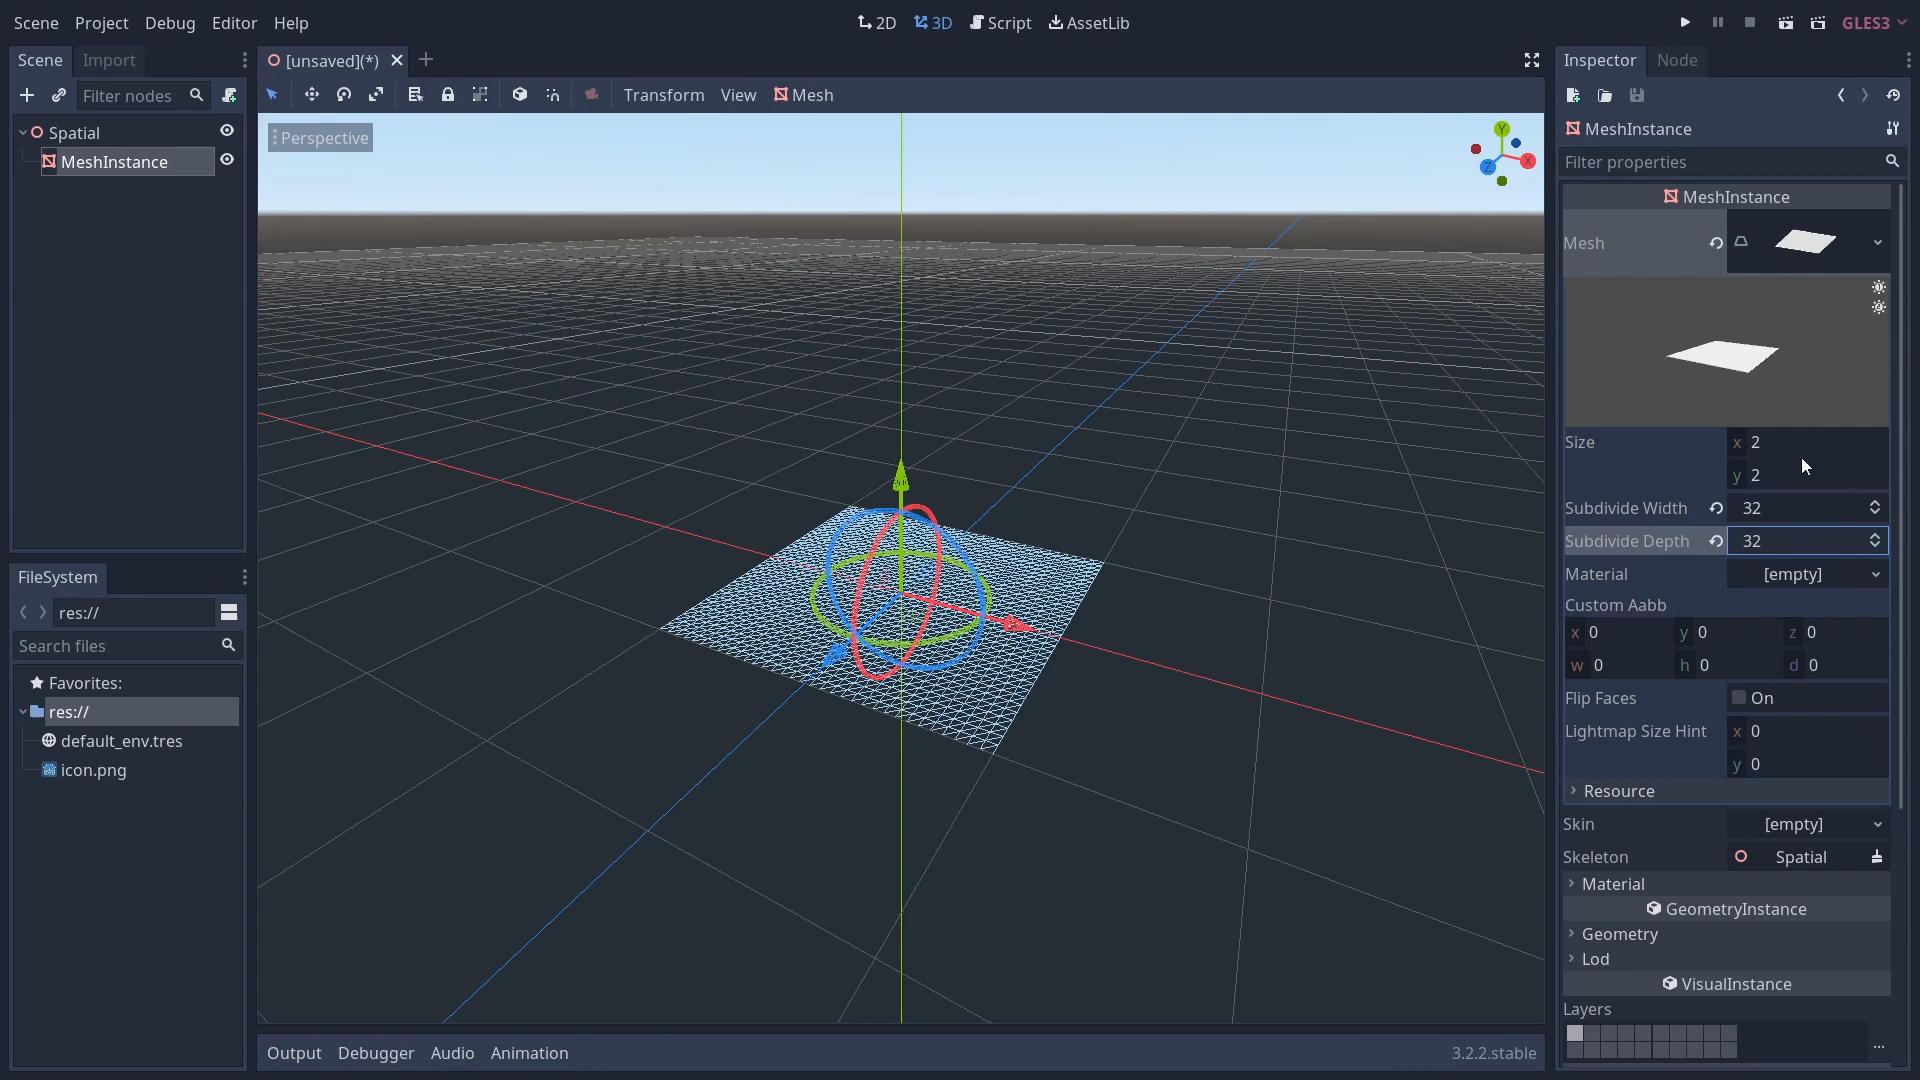 Scene Project Debug Editor Help
2D 3D Script AssetLib
GLES3
Scene Import
Filter nodes
Spatial
MeshInstance
FileSystem
res://
Search files
Favorites:
res://
default_env.tres
icon.png
[unsaved](*)
Transform View Mesh
Perspective
Y
X
Z
Output Debugger Audio Animation
3.2.2.stable
Inspector Node
MeshInstance
Filter properties
MeshInstance
Mesh
Size x 2
y 2
Subdivide Width 32
Subdivide Depth 32
Material [empty]
Custom Aabb
x 0 y 0 z 0
w 0 h 0 d 0
Flip Faces On
Lightmap Size Hint x 0
y 0
Resource
Skin [empty]
Skeleton Spatial
Material
GeometryInstance
Geometry
Lod
VisualInstance
Layers
...